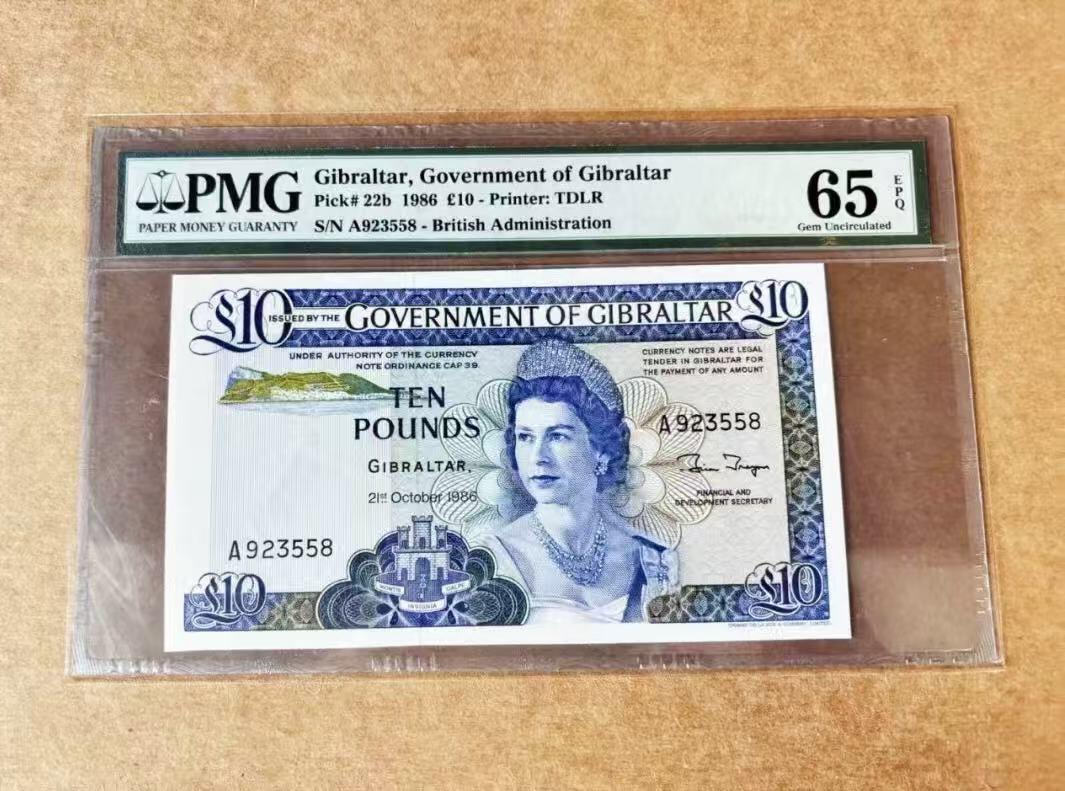 PMG
PAPER MONEY GUARANTY
Gibraltar, Government of Gibraltar
Pick# 22b 1986 £10 - Printer: TDLR
S/N A923558 - British Administration
65
EPQ
Gem Uncirculated
£10
ISSUED BY THE GOVERNMENT OF GIBRALTAR
£10
UNDER AUTHORITY OF THE CURRENCY
NOTE ORDINANCE CAP 39.
CURRENCY NOTES ARE LEGAL
TENDER IN GIBRALTAR FOR
THE PAYMENT OF ANY AMOUNT
TEN
POUNDS
A923558
GIBRALTAR,
21st October 1986
FINANCIAL AND
DEVELOPMENT SECRETARY
A923558
£10
MONTIS
INSIGNIA
CALPE
£10